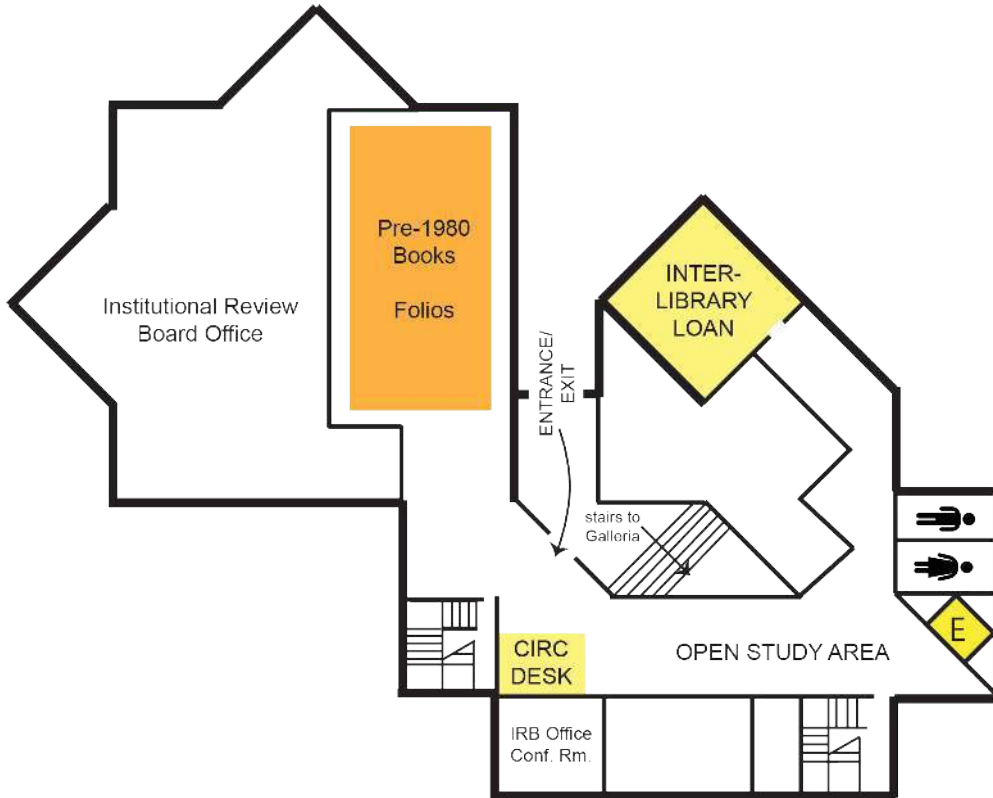 Pre-1980
Books
Folios
INTER-
LIBRARY
LOAN
Institutional Review
Board Office
ENTRANCE/
EXIT
stairs to
Galleria
E
CIRC
DESK
OPEN STUDY AREA
IRB Office
Conf. Rm.